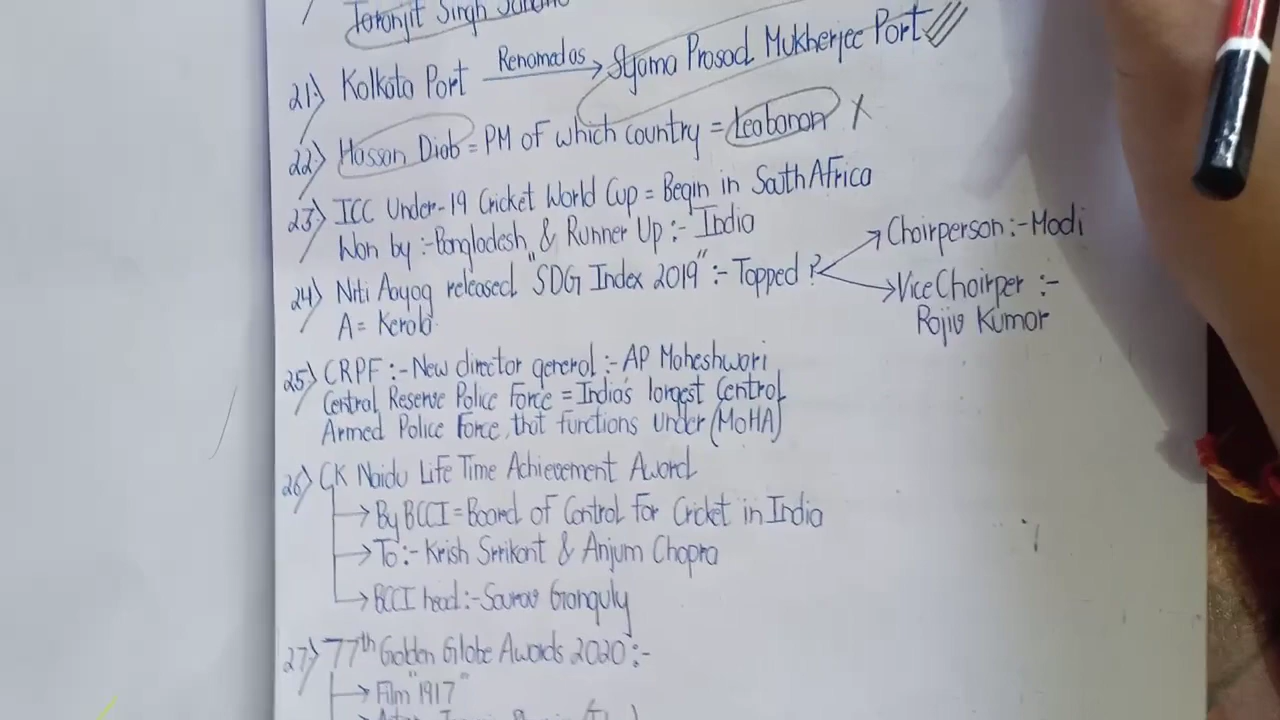 Taranjit Singh
21) Kolkata Port Renamed as Syama Prasad Mukherjee Port
22) Hassan Diab = PM of which country = Leabanon X
23) ICC Under-19 Cricket World Cup = Begin in South Africa
Won by :- Bangladesh & Runner Up :- India
24) Niti Aayog released "SDG Index 2019" :- Topped ?
A = Kerala
Chairperson :- Modi
Vice Chairper :-
Rajiv Kumar
25) CRPF :- New director general :- AP Maheshwari
Central Reserve Police Force = India's largest Central
Armed Police Force, that functions under (MoHA)
26) CK Naidu Life Time Achievement Award
By BCCI = Board of Control for Cricket in India
To :- Krish Srrikant & Anjum Chopra
BCCI head :- Saurav Ganguly
27) 77th Golden Globe Awards 2020 :-
Film "1917"